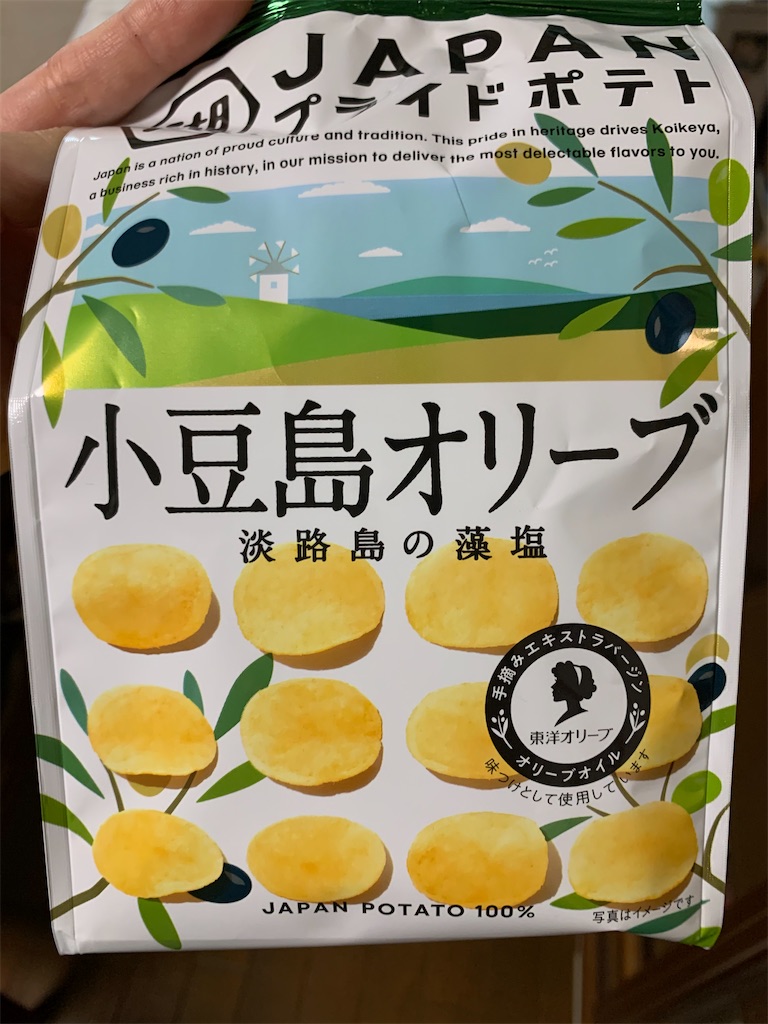 JAPAN
プライドポテト
Japan is a nation of proud culture and tradition. This pride in heritage drives Koikeya,
a business rich in history, in our mission to deliver the most delectable flavors to you.
小豆島オリーブ
淡路島の藻塩
手摘みエキストラバージン
東洋オリーブ
オリーブオイル
味つけとして使用しています
JAPAN POTATO 100%
写真はイメージです